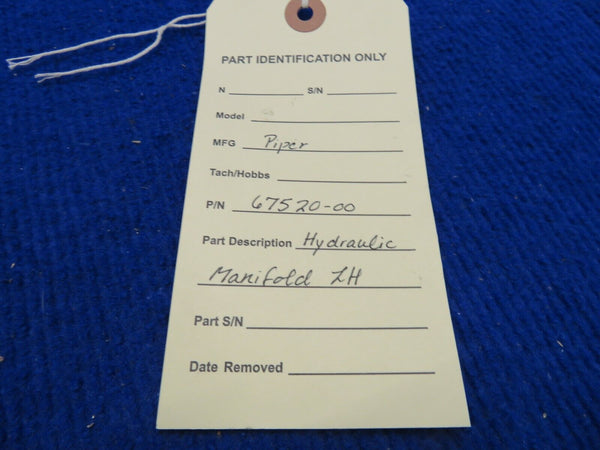 PART IDENTIFICATION ONLY
N S/N
Model
MFG Piper
Tach/Hobbs
P/N 67520-00
Part Description Hydraulic
Manifold LH
Part S/N
Date Removed